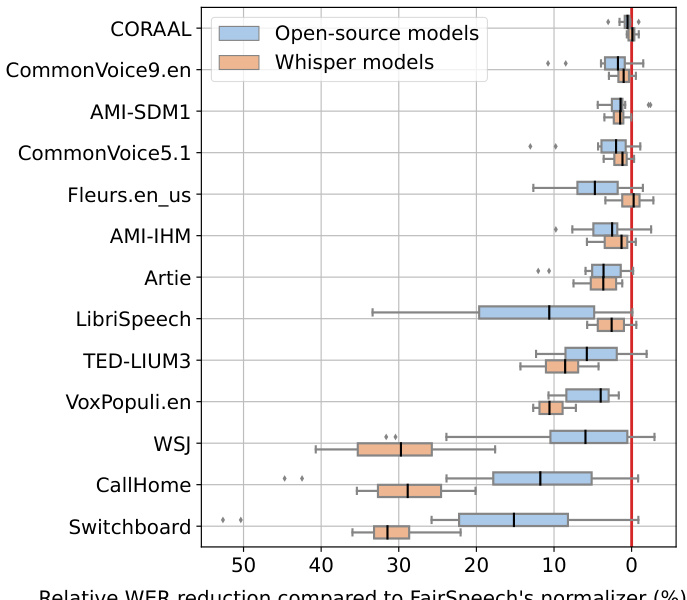 Open-source models
Whisper models
CORAAL
CommonVoice9.en
AMI-SDM1
CommonVoice5.1
Fleurs.en_us
AMI-IHM
Artie
LibriSpeech
TED-LIUM3
VoxPopuli.en
WSJ
CallHome
Switchboard
50 40 30 20 10 0
Relative WER reduction compared to FairSpeech's normalizer (%)